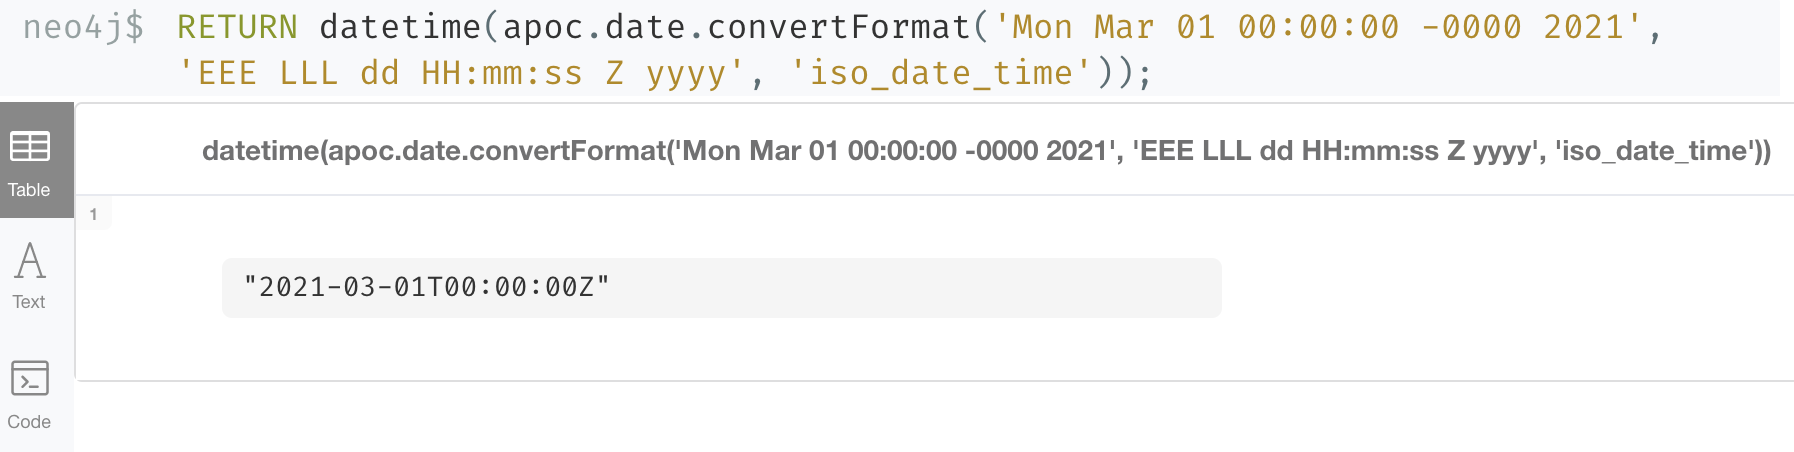 neo4j$ RETURN datetime(apoc.date.convertFormat('Mon Mar 01 00:00:00 -0000 2021',
'EEE LLL dd HH:mm:ss Z yyyy', 'iso_date_time'));
datetime(apoc.date.convertFormat('Mon Mar 01 00:00:00 -0000 2021', 'EEE LLL dd HH:mm:ss Z yyyy', 'iso_date_time'))
Table
1
"2021-03-01T00:00:00Z"
A
Text
>_
Code